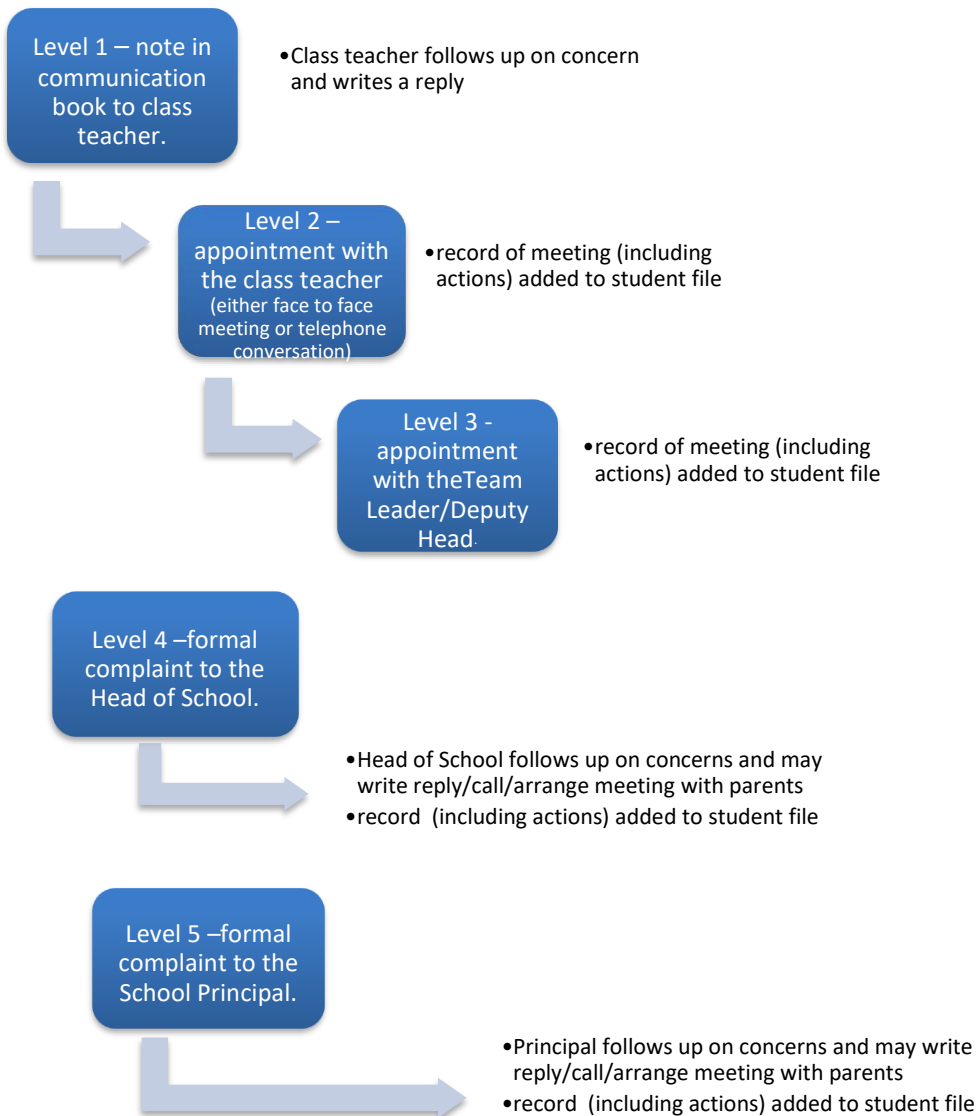 Level 1 – note in
communication
book to class
teacher.
•Class teacher follows up on concern
and writes a reply
Level 2 –
appointment with
the class teacher
(either face to face
meeting or telephone
conversation)
•record of meeting (including
actions) added to student file
Level 3 -
appointment
with theTeam
Leader/Deputy
Head.
•record of meeting (including
actions) added to student file
Level 4 –formal
complaint to the
Head of School.
•Head of School follows up on concerns and may
write reply/call/arrange meeting with parents
•record (including actions) added to student file
Level 5 –formal
complaint to the
School Principal.
•Principal follows up on concerns and may write
reply/call/arrange meeting with parents
•record (including actions) added to student file